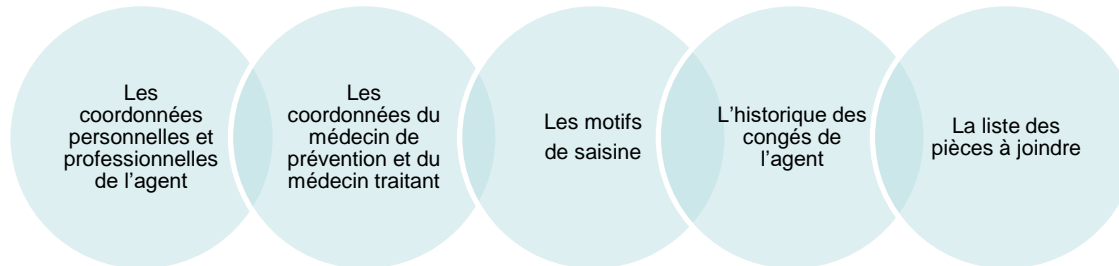 Les
coordonnées
personnelles et
professionnelles
de l'agent
Les
coordonnées du
médecin de
prévention et du
médecin traitant
Les motifs
de saisine
L'historique des
congés de
l'agent
La liste des
pièces à joindre